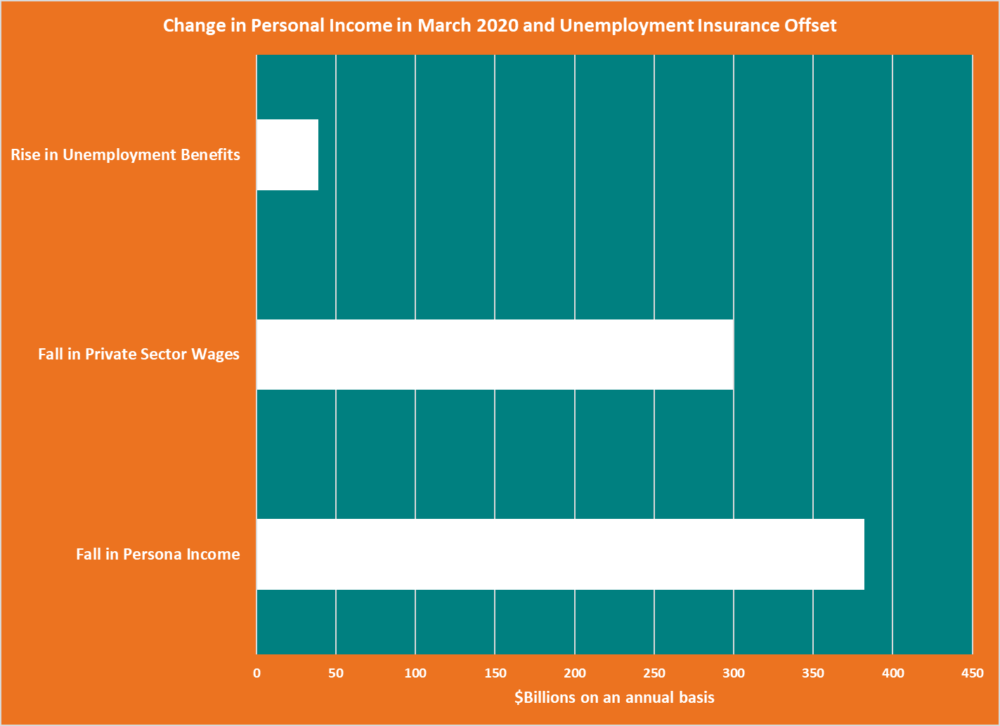 Change in Personal Income in March 2020 and Unemployment Insurance Offset
Rise in Unemployment Benefits
Fall in Private Sector Wages
Fall in Persona Income
0 50 100 150 200 250 300 350 400 450
$Billions on an annual basis